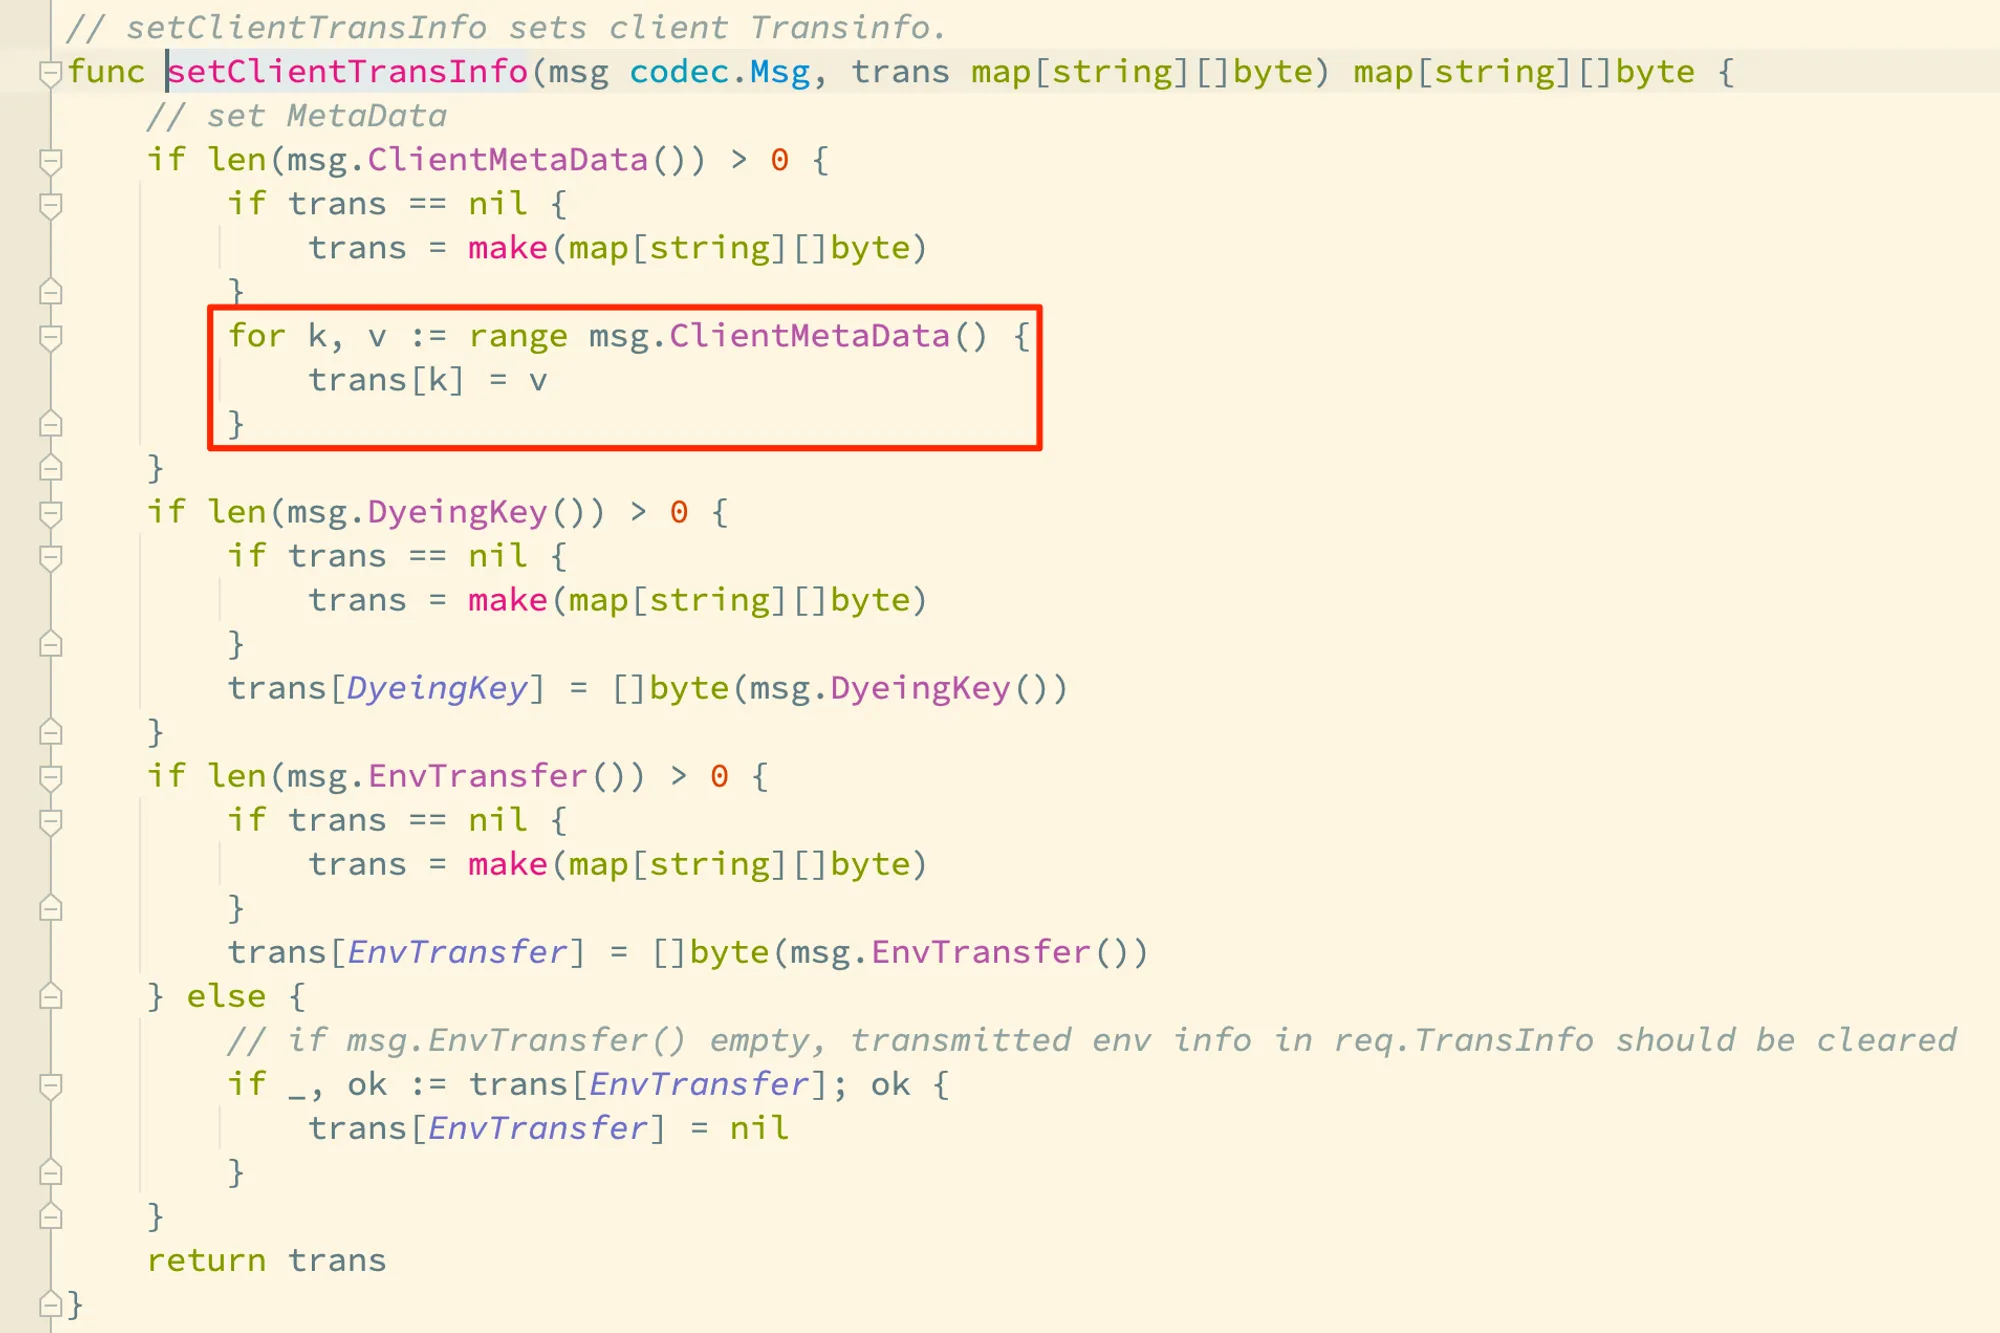 // setClientTransInfo sets client Transinfo.
func setClientTransInfo(msg codec.Msg, trans map[string][]byte) map[string][]byte {
    // set MetaData
    if len(msg.ClientMetaData()) > 0 {
        if trans == nil {
            trans = make(map[string][]byte)
        }
        for k, v := range msg.ClientMetaData() {
            trans[k] = v
        }
    }
    if len(msg.DyeingKey()) > 0 {
        if trans == nil {
            trans = make(map[string][]byte)
        }
        trans[DyeingKey] = []byte(msg.DyeingKey())
    }
    if len(msg.EnvTransfer()) > 0 {
        if trans == nil {
            trans = make(map[string][]byte)
        }
        trans[EnvTransfer] = []byte(msg.EnvTransfer())
    } else {
        // if msg.EnvTransfer() empty, transmitted env info in req.TransInfo should be cleared
        if _, ok := trans[EnvTransfer]; ok {
            trans[EnvTransfer] = nil
        }
    }
    return trans
}